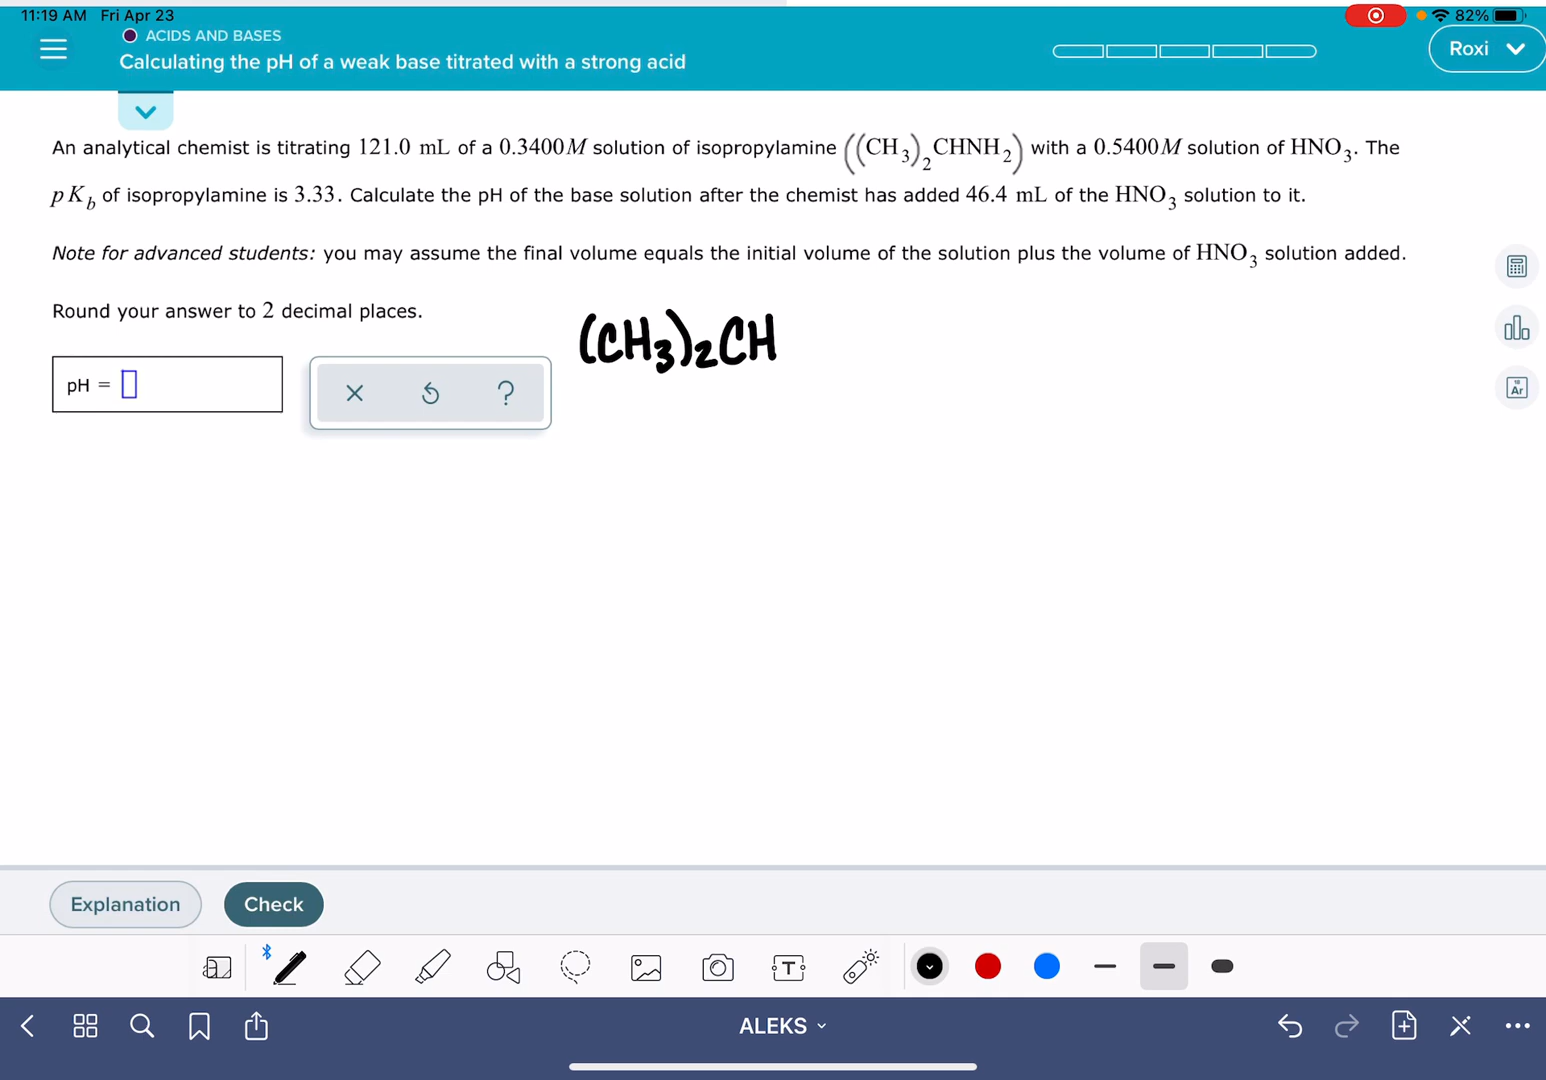 11:19 AM Fri Apr 23
82%
ACIDS AND BASES
Calculating the pH of a weak base titrated with a strong acid
Roxi
An analytical chemist is titrating 121.0 mL of a 0.3400 M solution of isopropylamine ((CH₃)₂CHNH₂) with a 0.5400 M solution of HNO₃. The
pK_b of isopropylamine is 3.33. Calculate the pH of the base solution after the chemist has added 46.4 mL of the HNO₃ solution to it.
Note for advanced students: you may assume the final volume equals the initial volume of the solution plus the volume of HNO₃ solution added.
Round your answer to 2 decimal places.
(CH₃)₂CH
pH =
?
18
Ar
Explanation
Check
a
T
ALEKS